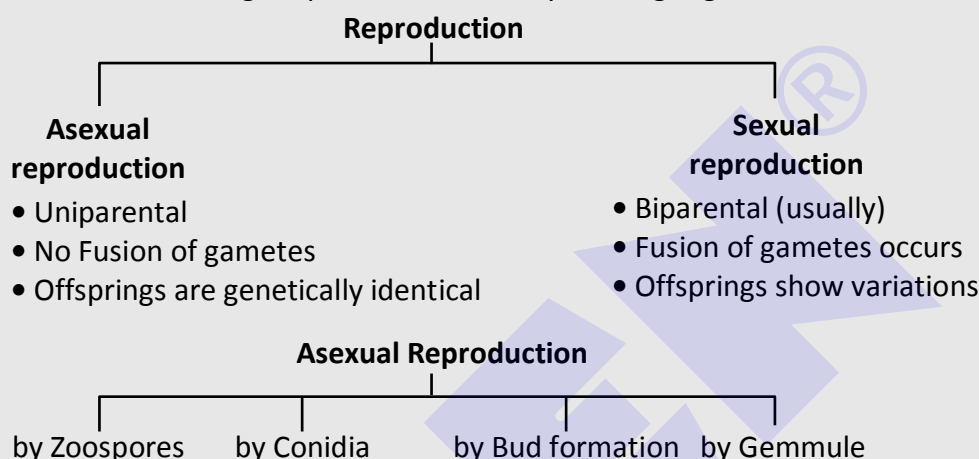 Reproduction
Asexual
reproduction
• Uniparental
• No Fusion of gametes
• Offsprings are genetically identical
Sexual
reproduction
• Biparental (usually)
• Fusion of gametes occurs
• Offsprings show variations
Asexual Reproduction
by Zoospores by Conidia by Bud formation by Gemmule